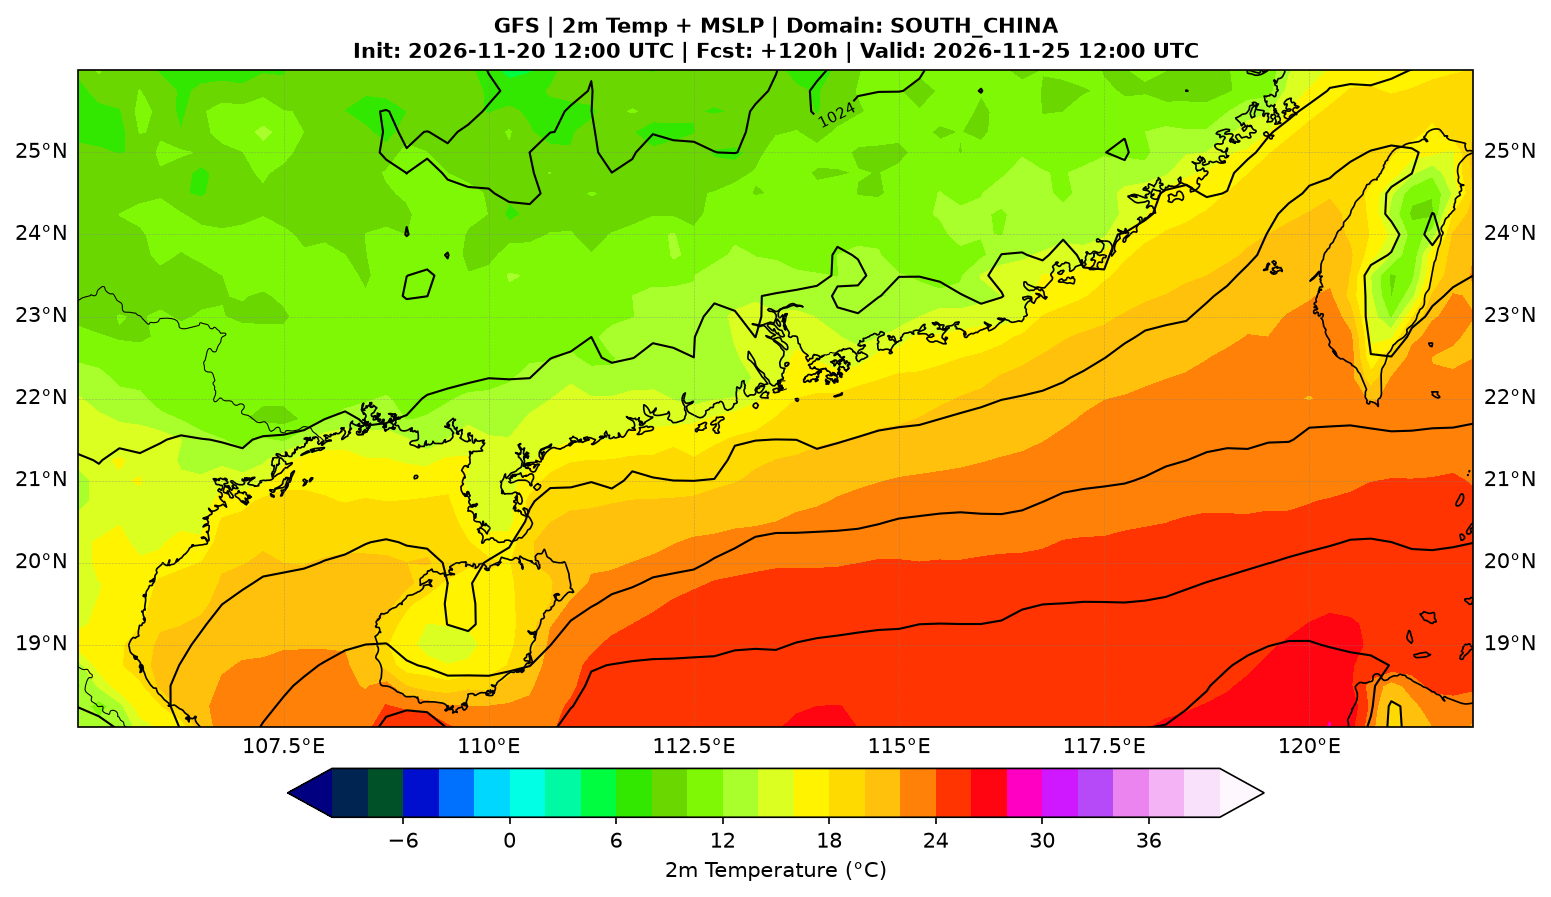 GFS | 2m Temp + MSLP | Domain: SOUTH_CHINA
Init: 2026-11-20 12:00 UTC | Fcst: +120h | Valid: 2026-11-25 12:00 UTC
1024
25°N 25°N
24°N 24°N
23°N 23°N
22°N 22°N
21°N 21°N
20°N 20°N
19°N 19°N
107.5°E 110°E 112.5°E 115°E 117.5°E 120°E
−6 0 6 12 18 24 30 36
2m Temperature (°C)